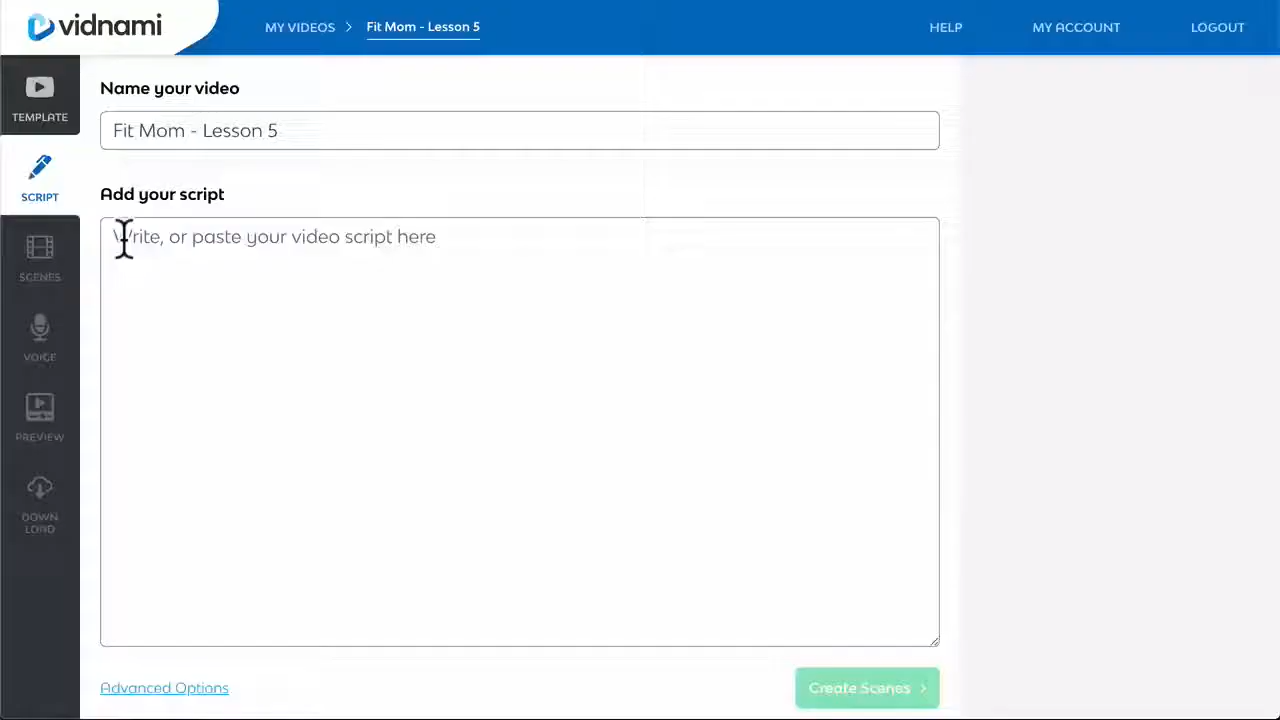 vidnami
MY VIDEOS > Fit Mom - Lesson 5
HELP
MY ACCOUNT
LOGOUT
TEMPLATE
SCRIPT
SCENES
VOICE
PREVIEW
DOWN
LOAD
Name your video
Fit Mom - Lesson 5
Add your script
Write, or paste your video script here
Advanced Options
Create Scenes >